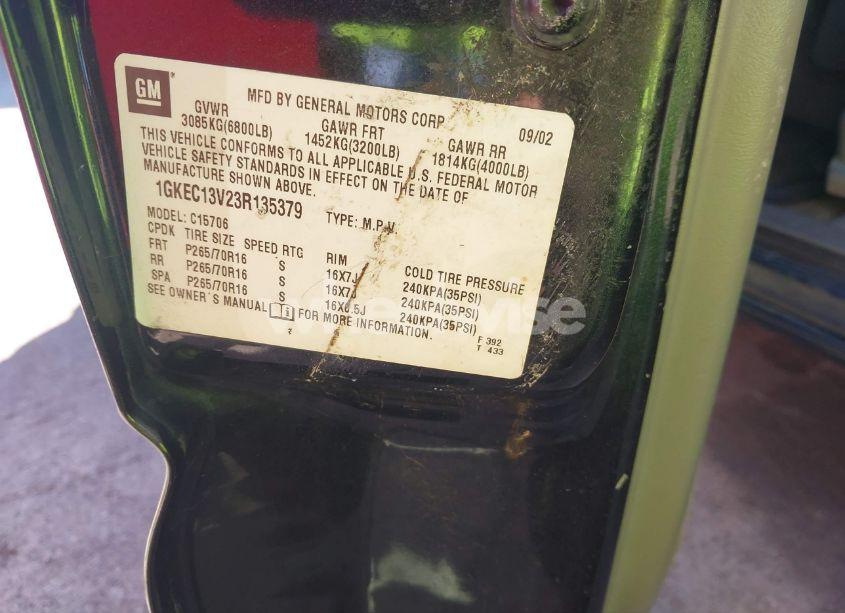 GM
MFD BY GENERAL MOTORS CORP 09/02
GVWR GAWR FRT GAWR RR
3085KG(6800LB) 1452KG(3200LB) 1814KG(4000LB)
THIS VEHICLE CONFORMS TO ALL APPLICABLE U.S. FEDERAL MOTOR
VEHICLE SAFETY STANDARDS IN EFFECT ON THE DATE OF
MANUFACTURE SHOWN ABOVE.
1GKEC13V23R135379
MODEL: C15706 TYPE: M.P.V.
CPDK TIRE SIZE SPEED RTG RIM COLD TIRE PRESSURE
FRT P265/70R16 S 16X7J 240KPA(35PSI)
RR P265/70R16 S 16X7J 240KPA(35PSI)
SPA P265/70R16 S 16X6.5J 240KPA(35PSI)
SEE OWNER'S MANUAL FOR MORE INFORMATION.
F 392
T 433